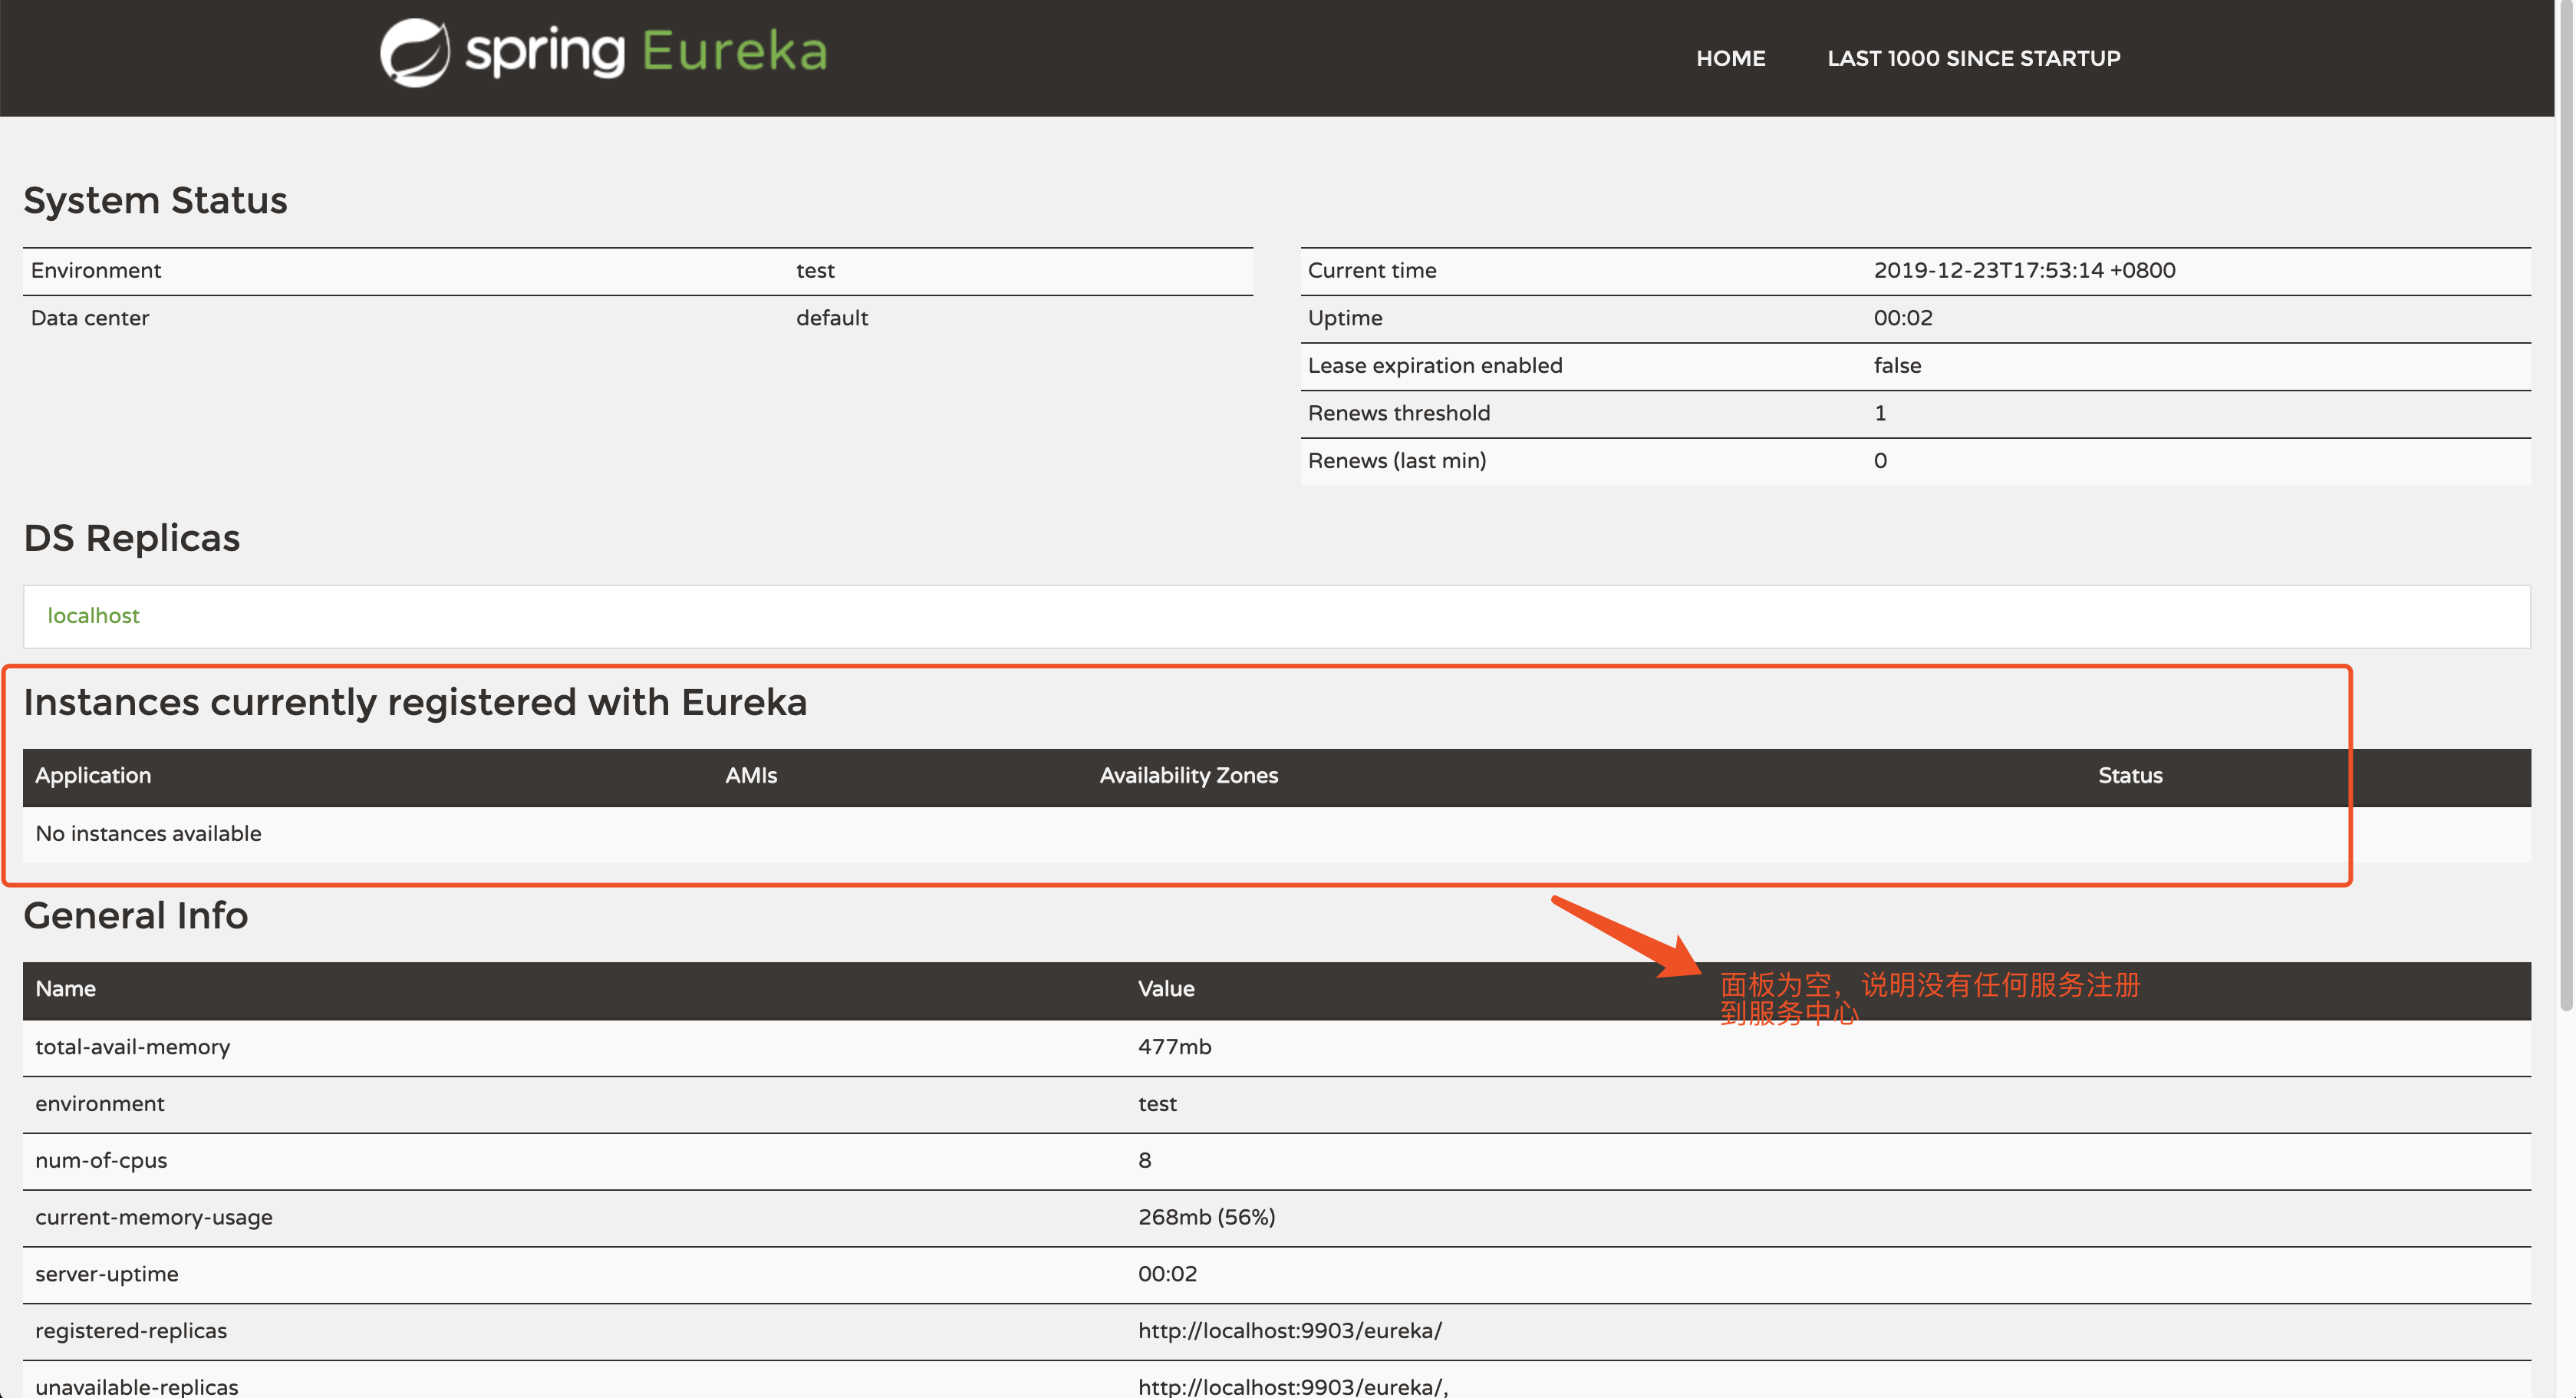 spring Eureka
HOME LAST 1000 SINCE STARTUP
System Status
Environment test
Data center default
Current time 2019-12-23T17:53:14 +0800
Uptime 00:02
Lease expiration enabled false
Renews threshold 1
Renews (last min) 0
DS Replicas
localhost
Instances currently registered with Eureka
Application AMIs Availability Zones Status
No instances available
General Info
Name Value
面板为空，说明没有任何服务注册
到服务中心
total-avail-memory 477mb
environment test
num-of-cpus 8
current-memory-usage 268mb (56%)
server-uptime 00:02
registered-replicas http://localhost:9903/eureka/
unavailable-replicas http://localhost:9903/eureka/,